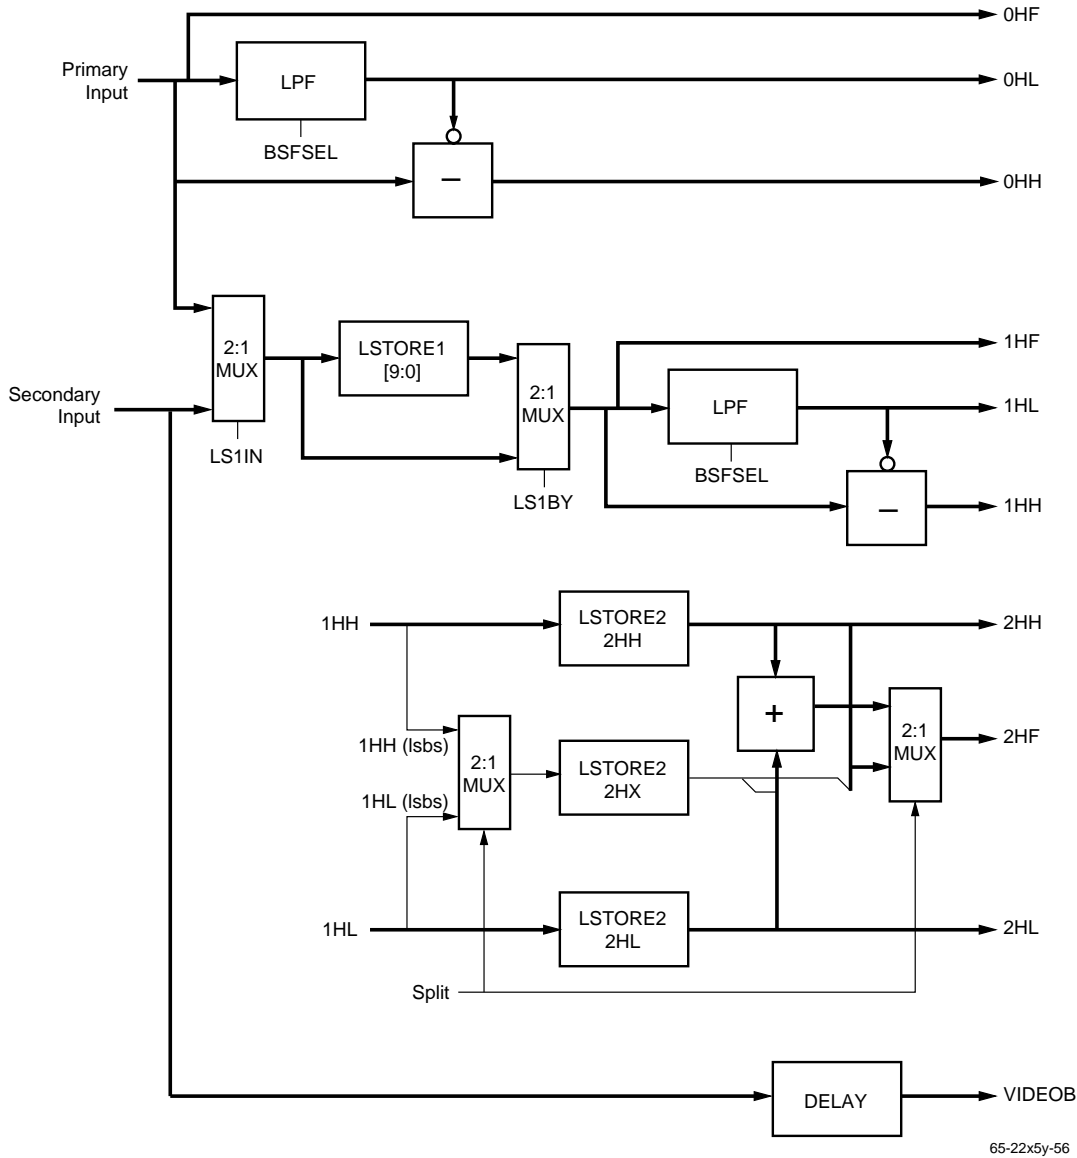 0HF
Primary
Input
LPF
0HL
BSFSEL
−
0HH
2:1
MUX
LSTORE1
[9:0]
1HF
Secondary
Input
2:1
MUX
LPF
1HL
LS1IN
BSFSEL
LS1BY
−
1HH
1HH
LSTORE2
2HH
2HH
+
1HH (lsbs)
2:1
MUX
LSTORE2
2HX
2:1
MUX
2HF
1HL (lsbs)
1HL
LSTORE2
2HL
2HL
Split
DELAY
VIDEOB
65-22x5y-56